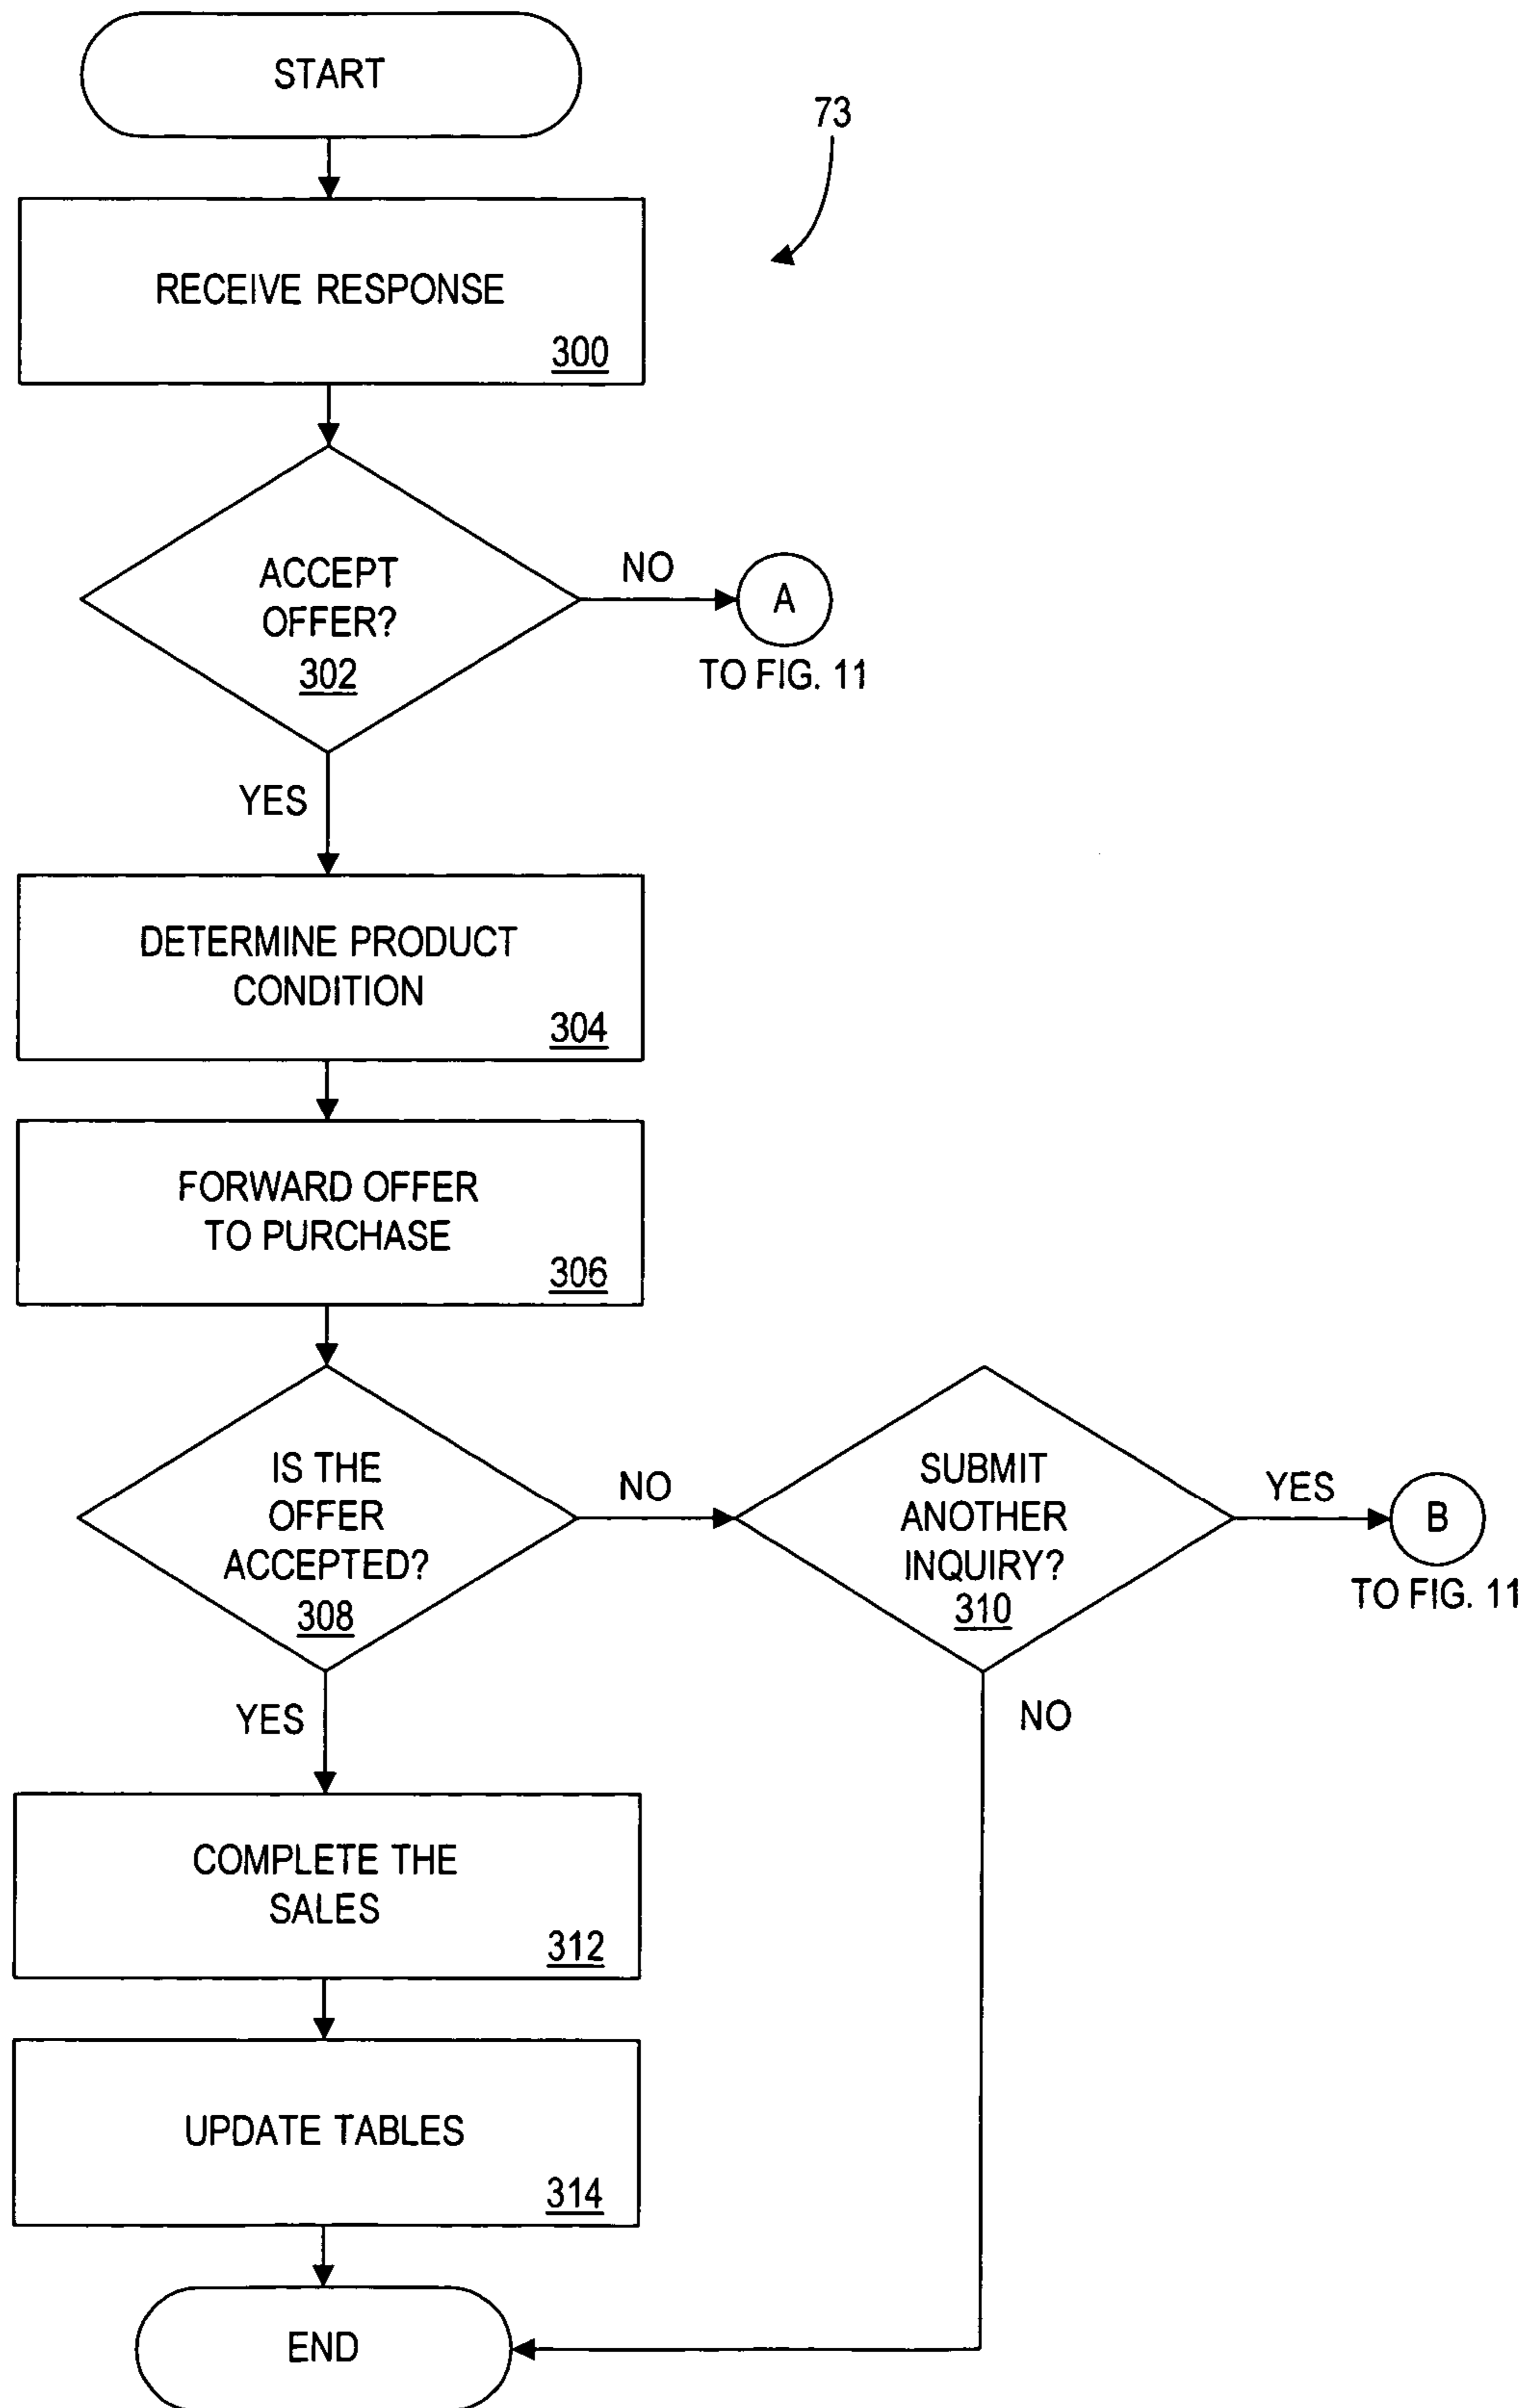 START
73
RECEIVE RESPONSE
300
ACCEPT
OFFER?
302
NO
A
TO FIG. 11
YES
DETERMINE PRODUCT
CONDITION
304
FORWARD OFFER
TO PURCHASE
306
IS THE
OFFER
ACCEPTED?
308
NO
SUBMIT
ANOTHER
INQUIRY?
310
YES
B
TO FIG. 11
YES
NO
COMPLETE THE
SALES
312
UPDATE TABLES
314
END